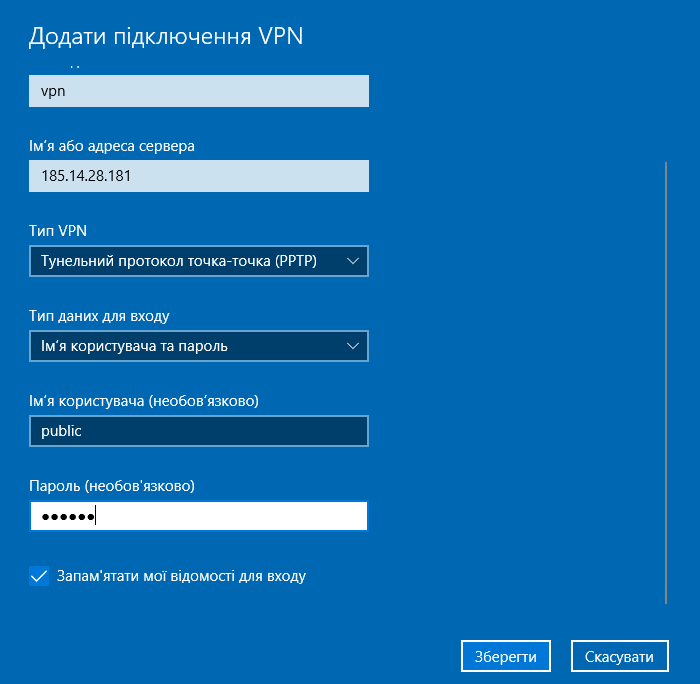 Додати підключення VPN
vpn
Ім’я або адреса сервера
185.14.28.181
Тип VPN
Тунельний протокол точка-точка (PPTP)
Тип даних для входу
Ім’я користувача та пароль
Ім’я користувача (необов’язково)
public
Пароль (необов'язково)
••••••
Запам'ятати мої відомості для входу
Зберегти
Скасувати